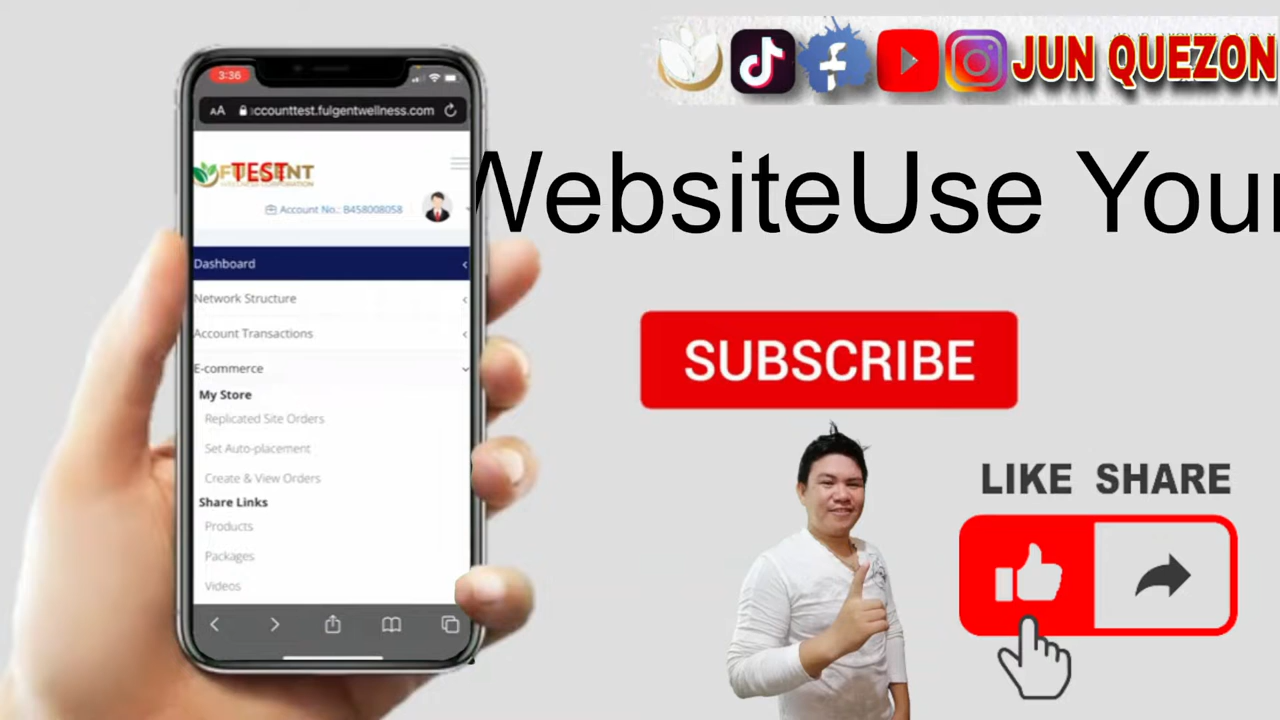 3:36
AA
ccounttest.fulgentwellness.com
TEST
Account No.: B458008058
Dashboard
Network Structure
Account Transactions
E-commerce
My Store
Replicated Site Orders
Set Auto-placement
Create & View Orders
Share Links
Products
Packages
Videos
JUN QUEZON
WebsiteUse Your
SUBSCRIBE
LIKE SHARE